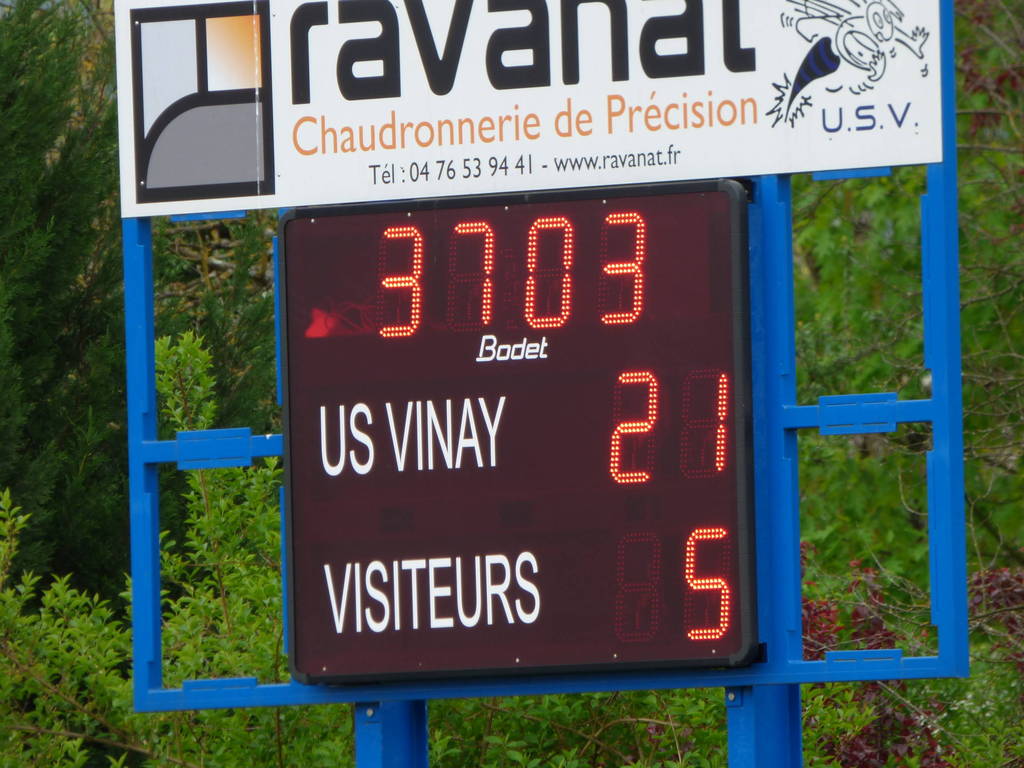 ravanat
Chaudronnerie de Précision
Tél : 04 76 53 94 41 - www.ravanat.fr
U.S.V.
3703
Bodet
US VINAY 21
VISITEURS 5